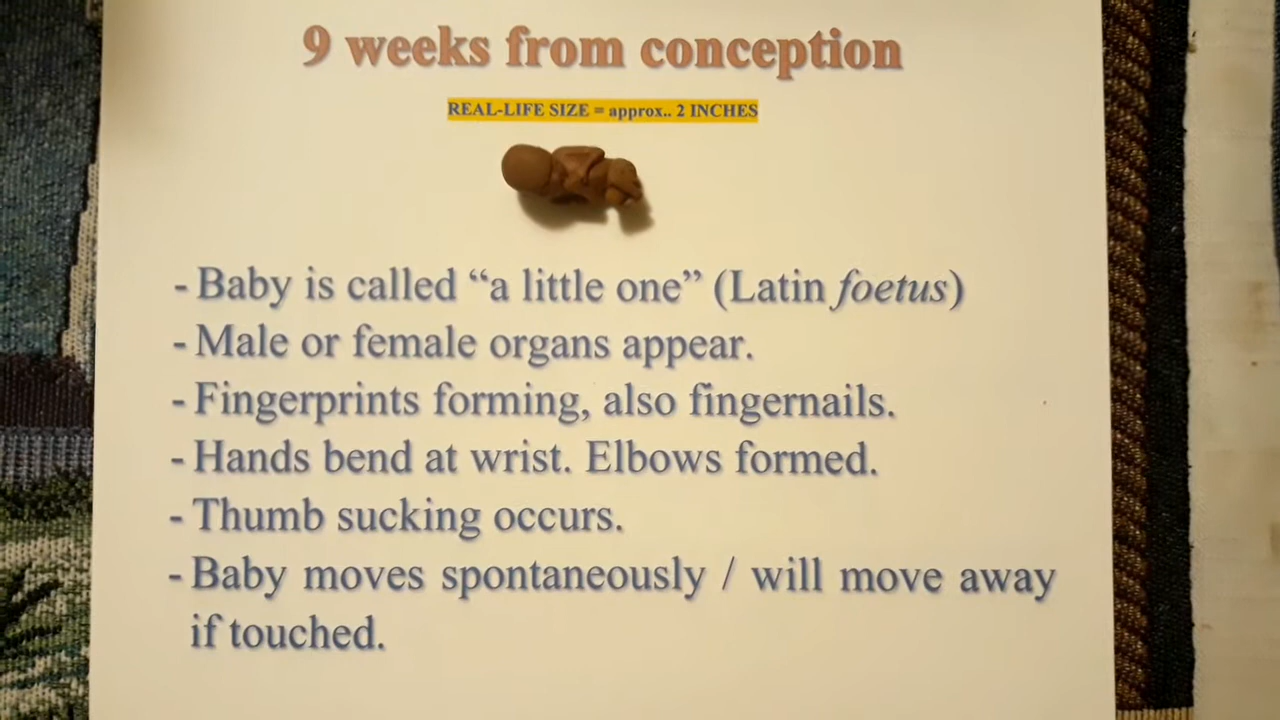 9 weeks from conception
REAL-LIFE SIZE = approx.. 2 INCHES
- Baby is called “a little one” (Latin foetus)
- Male or female organs appear.
- Fingerprints forming, also fingernails.
- Hands bend at wrist. Elbows formed.
- Thumb sucking occurs.
- Baby moves spontaneously / will move away
if touched.